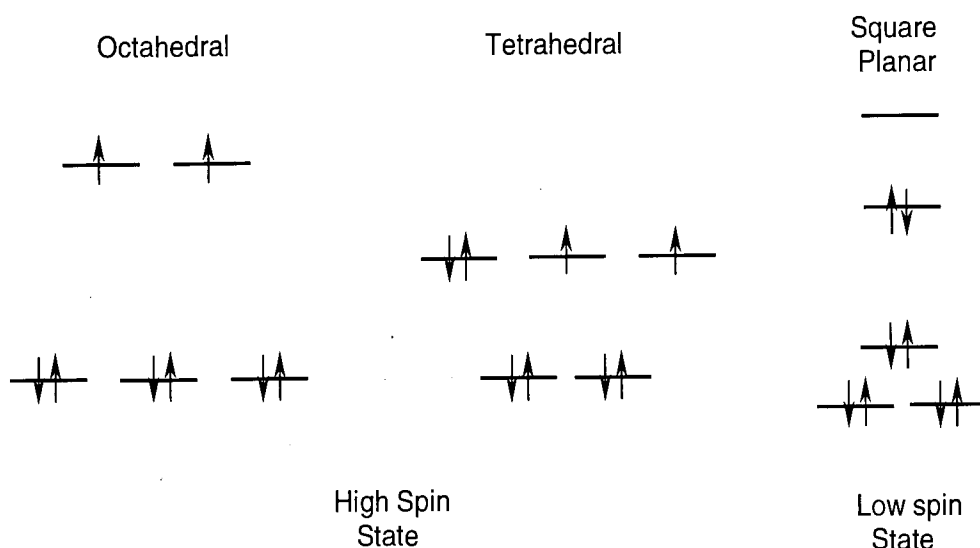 Octahedral
Tetrahedral
Square
Planar
High Spin
State
Low spin
State